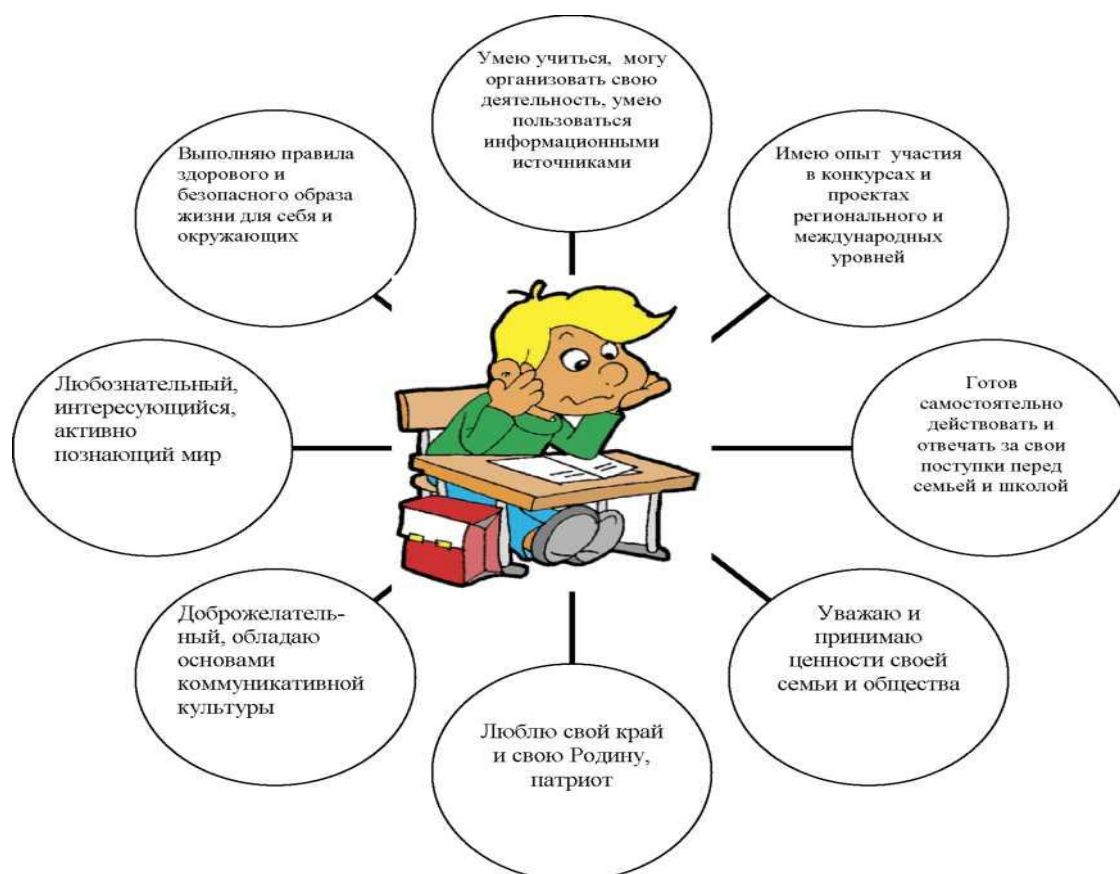 Умею учиться, могу
организовать свою
деятельность, умею
пользоваться
информационными
источниками
Имею опыт участия
в конкурсах и
проектах
регионального и
международных
уровней
Готов
самостоятельно
действовать и
отвечать за свои
поступки перед
семьей и школой
Уважаю и
принимаю
ценности своей
семьи и общества
Люблю свой край
и свою Родину,
патриот
Доброжелатель-
ный, обладаю
основами
коммуникативной
культуры
Любознательный,
интересующийся,
активно
познающий мир
Выполняю правила
здорового и
безопасного образа
жизни для себя и
окружающих